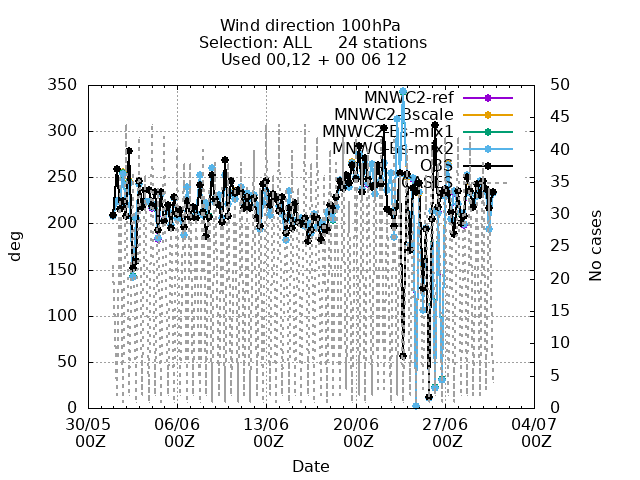 Wind direction 100hPa
Selection: ALL 24 stations
Used 00,12 + 00 06 12
350
300
250
200
150
100
50
0
50
45
40
35
30
25
20
15
10
5
0
deg
No cases
MNWC2-ref
MNWC2-3scale
MNWC2-Bs-mix1
OBS
30/05 06/06 13/06 20/06 27/06 04/07
00Z 00Z 00Z 00Z 00Z 00Z
Date